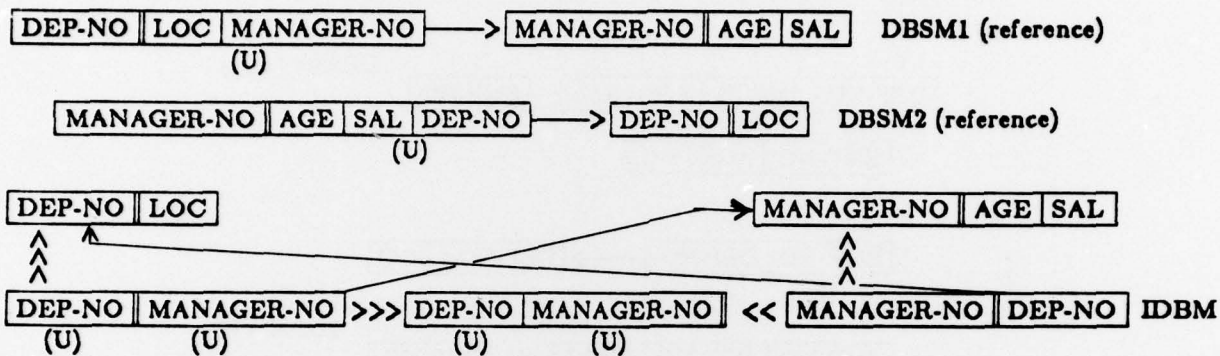 DEP-NO LOC MANAGER-NO MANAGER-NO AGE SAL DBSM1 (reference)
(U)
MANAGER-NO AGE SAL DEP-NO DEP-NO LOC DBSM2 (reference)
(U)
DEP-NO LOC MANAGER-NO AGE SAL
DEP-NO MANAGER-NO >>> DEP-NO MANAGER-NO << MANAGER-NO DEP-NO IDBM
(U) (U) (U) (U)